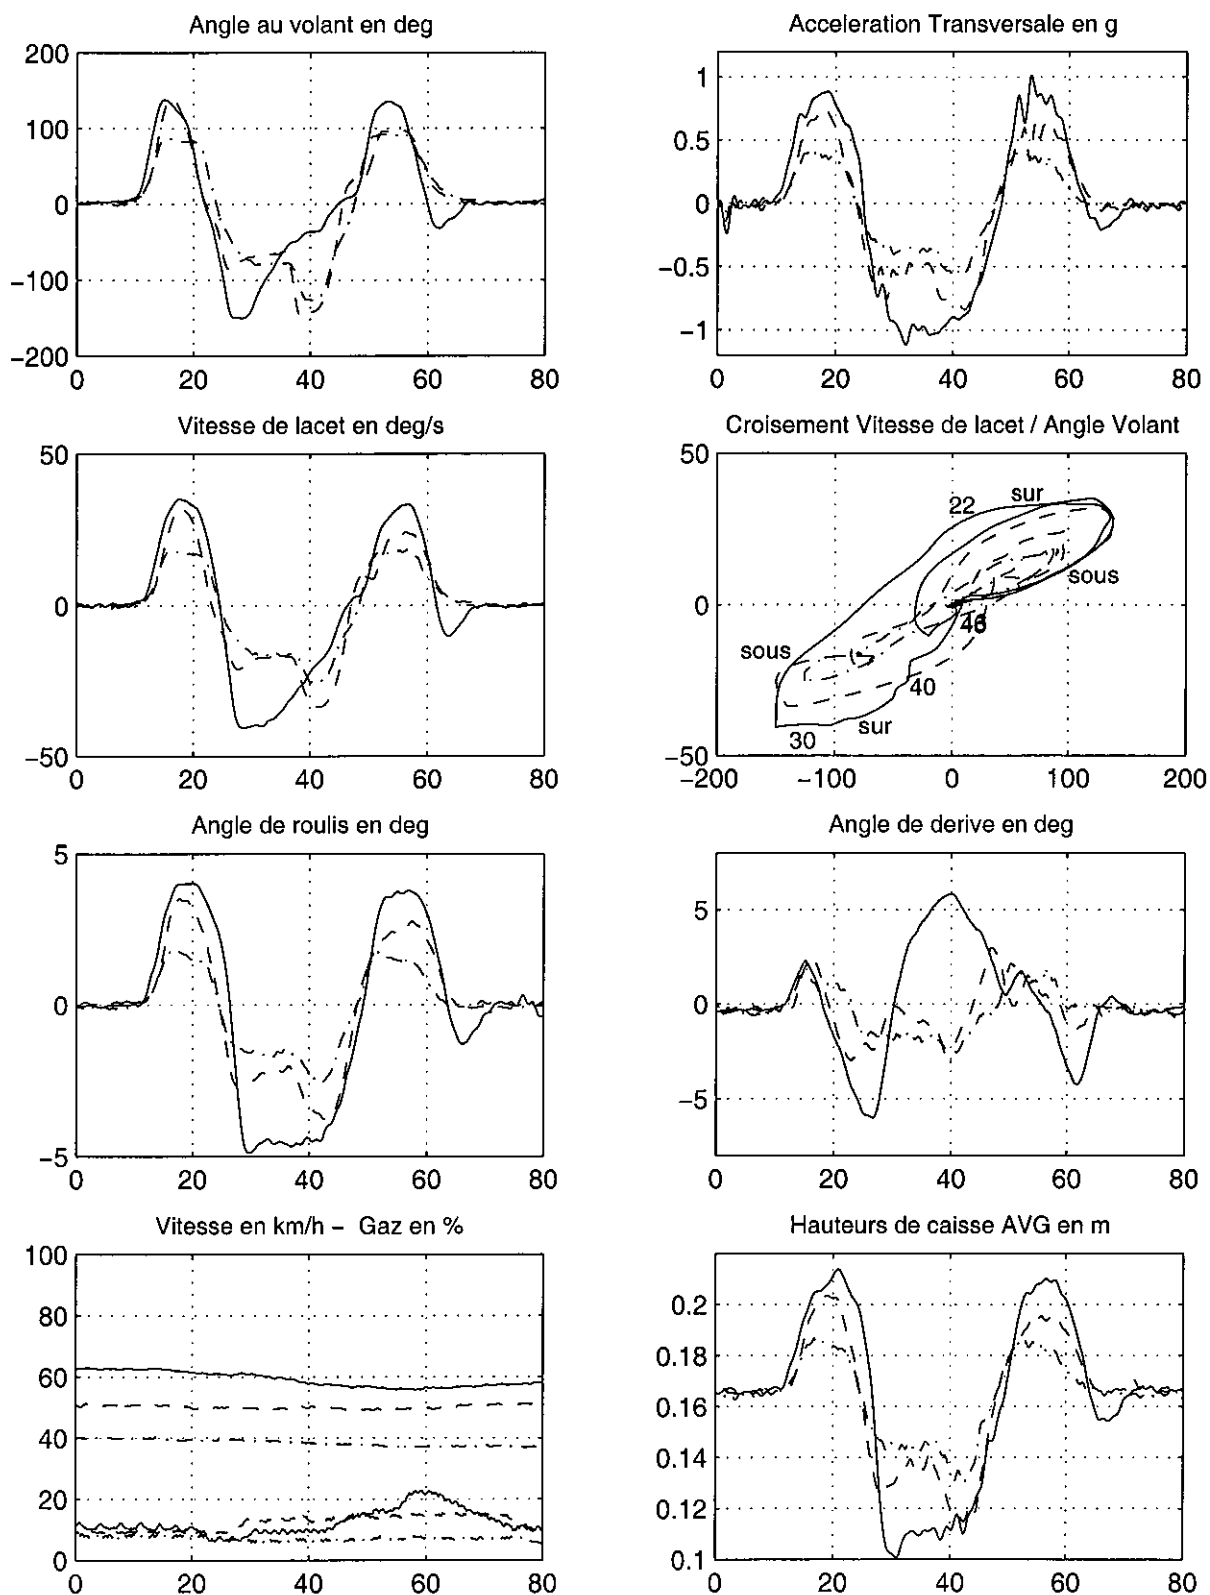 Angle au volant en deg
200
100
0
−100
−200
0 20 40 60 80
Acceleration Transversale en g
1
0.5
0
−0.5
−1
0 20 40 60 80
Vitesse de lacet en deg/s
50
0
−50
0 20 40 60 80
Croisement Vitesse de lacet / Angle Volant
50
0
−50
−200 −100 0 100 200
22
sur
sous
sous
40
30
sur
Angle de roulis en deg
5
0
−5
0 20 40 60 80
Angle de derive en deg
5
0
−5
0 20 40 60 80
Vitesse en km/h − Gaz en %
100
80
60
40
20
0
0 20 40 60 80
Hauteurs de caisse AVG en m
0.2
0.18
0.16
0.14
0.12
0.1
0 20 40 60 80